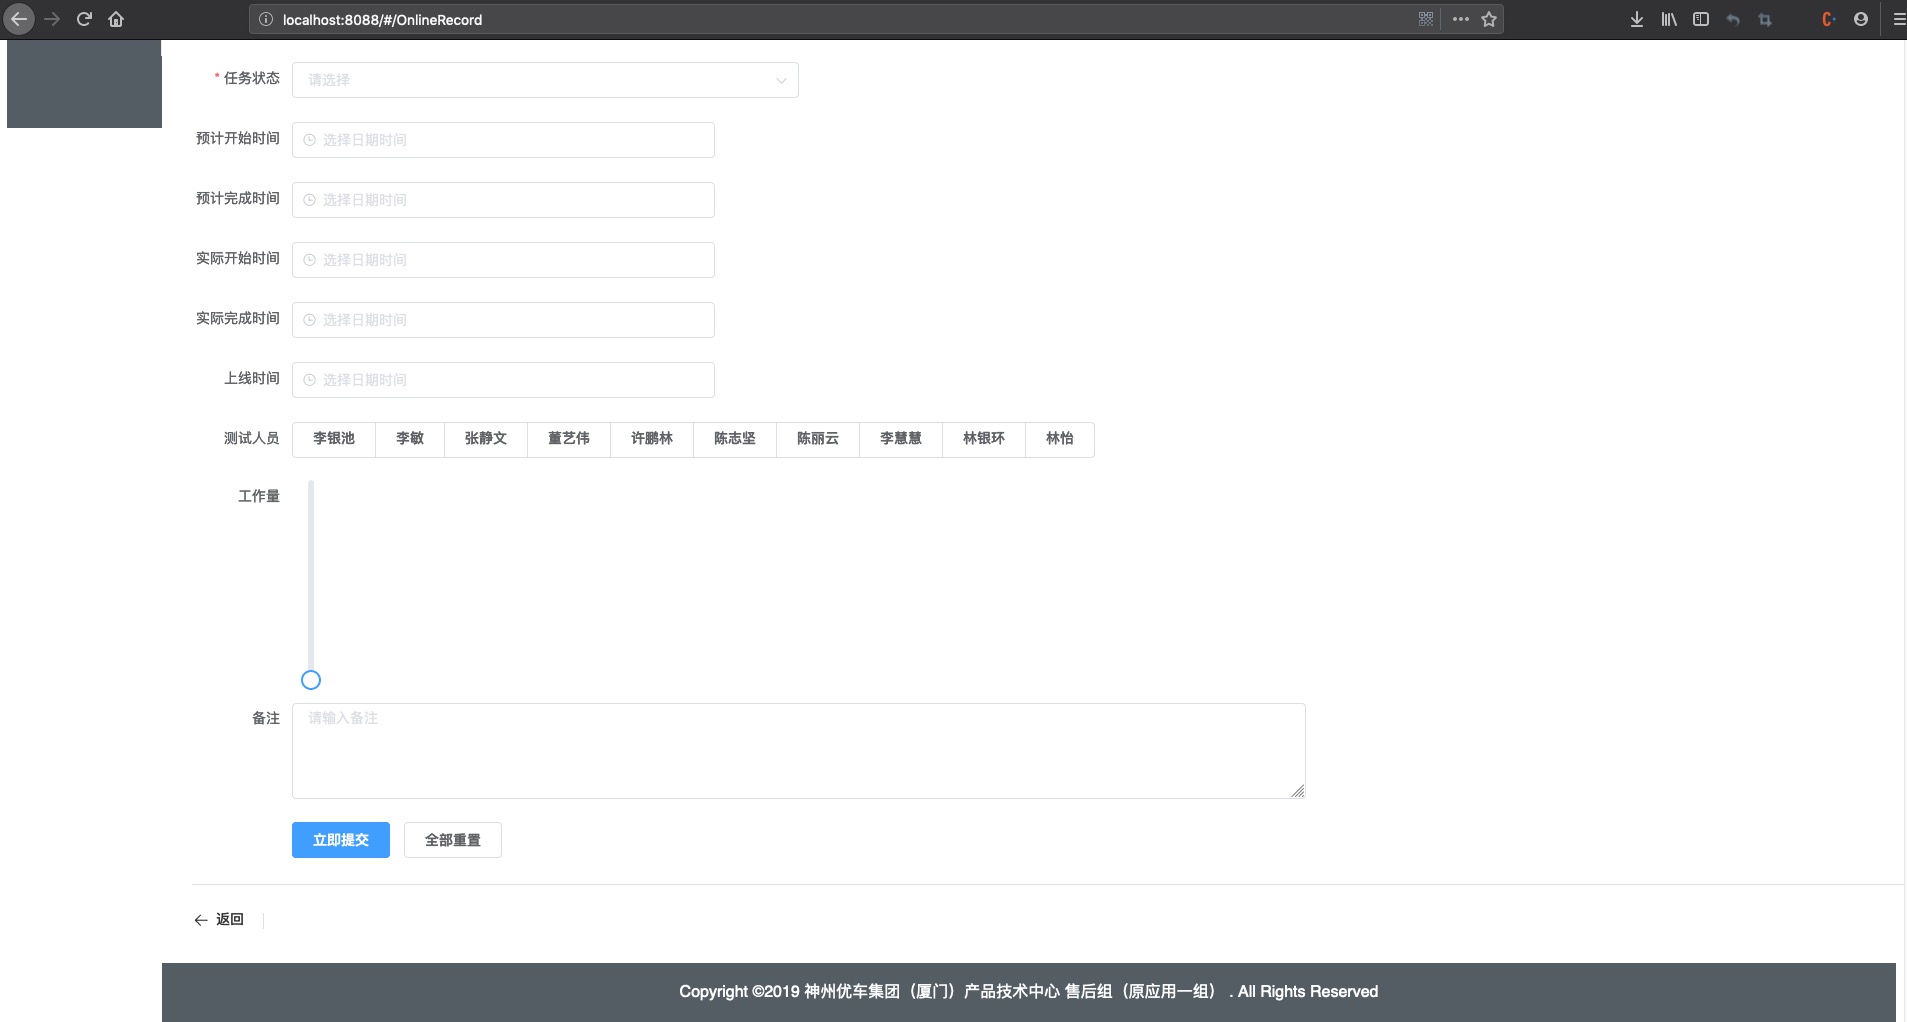 localhost:8088/#/OnlineRecord
* 任务状态 请选择
预计开始时间 选择日期时间
预计完成时间 选择日期时间
实际开始时间 选择日期时间
实际完成时间 选择日期时间
上线时间 选择日期时间
测试人员 李银池 李敏 张静文 董艺伟 许鹏林 陈志坚 陈丽云 李慧慧 林银环 林怡
工作量
备注 请输入备注
立即提交 全部重置
返回
Copyright ©2019 神州优车集团（厦门）产品技术中心 售后组（原应用一组） . All Rights Reserved